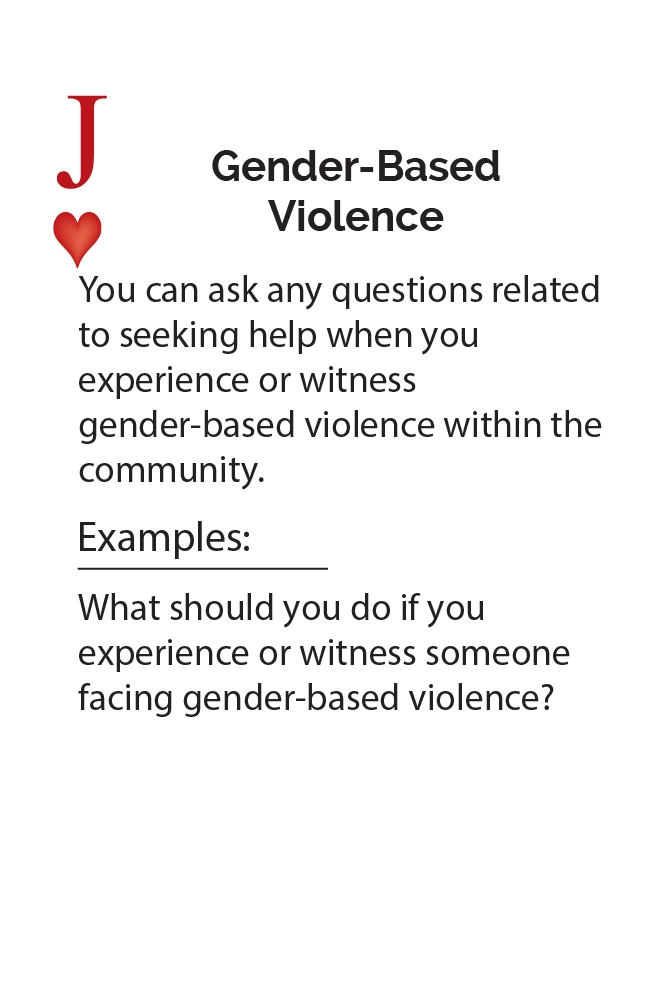 J
Gender-Based
Violence
You can ask any questions related
to seeking help when you
experience or witness
gender-based violence within the
community.
Examples:
What should you do if you
experience or witness someone
facing gender-based violence?